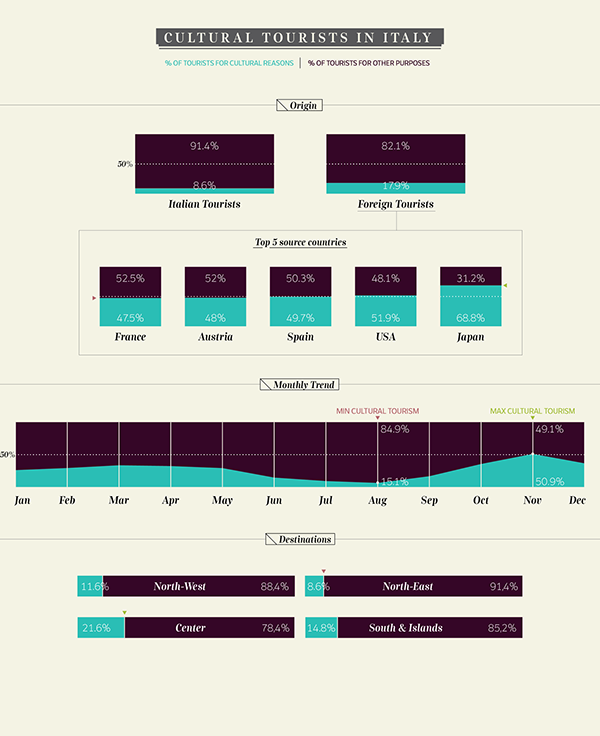 CULTURAL TOURISTS IN ITALY
% OF TOURISTS FOR CULTURAL REASONS | % OF TOURISTS FOR OTHER PURPOSES
Origin
91.4% 82.1%
50%
8.6% 17.9%
Italian Tourists Foreign Tourists
Top 5 source countries
52.5% 52% 50.3% 48.1% 31.2%
47.5% 48% 49.7% 51.9% 68.8%
France Austria Spain USA Japan
Monthly Trend
MIN CULTURAL TOURISM MAX CULTURAL TOURISM
84.9% 49.1%
50%
15.1% 50.9%
Jan Feb Mar Apr May Jun Jul Aug Sep Oct Nov Dec
Destinations
11.6% North-West 88,4% 8.6% North-East 91,4%
21.6% Center 78,4% 14.8% South & Islands 85,2%